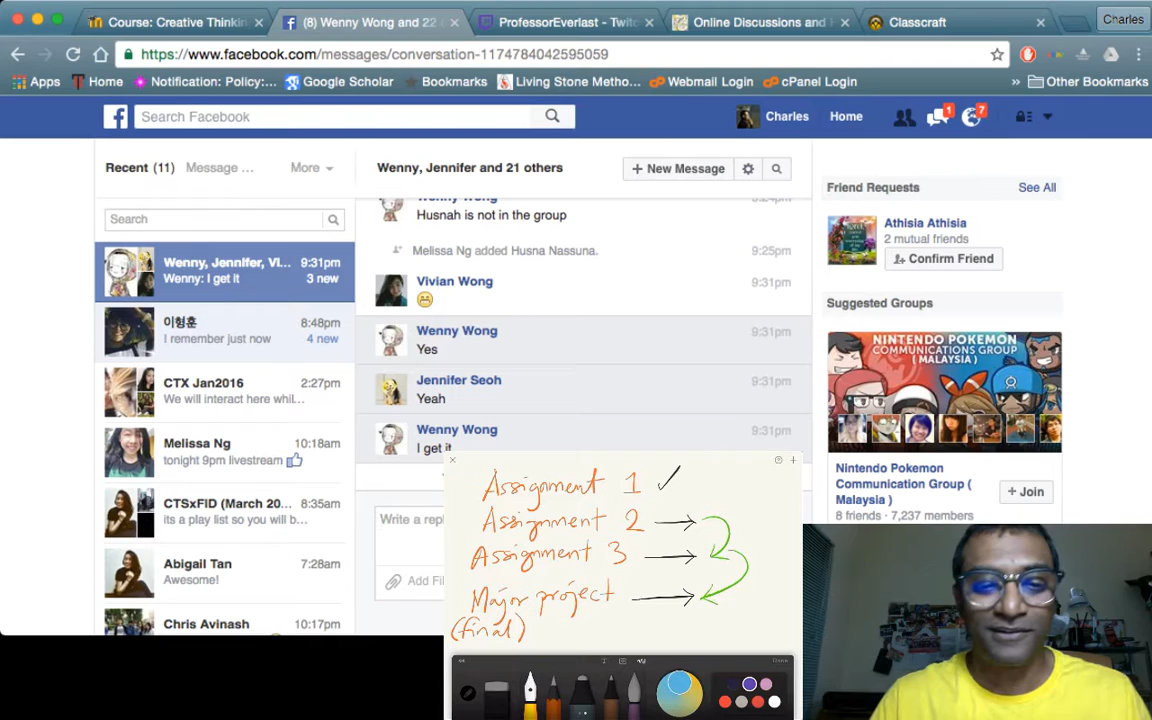 Course: Creative Thinkin
(8) Wenny Wong and 22
ProfessorEverlast - Twitc
Online Discussions and
Classcraft
Charles
https://www.facebook.com/messages/conversation-1174784042595059
Apps
Home
Notification: Policy:...
Google Scholar
Bookmarks
Living Stone Metho...
Webmail Login
cPanel Login
»
Other Bookmarks
Search Facebook
Charles
Home
1
7
Recent (11)
Message ...
More
Wenny, Jennifer and 21 others
+ New Message
Search
Wenny, Jennifer, Vi...
9:31pm
Wenny: I get it
3 new
이형훈
8:48pm
I remember just now
4 new
CTX Jan2016
2:27pm
We will interact here whil...
Melissa Ng
10:18am
tonight 9pm livestream
CTSxFID (March 20...
8:35am
its a play list so you will b...
Abigail Tan
7:28am
Awesome!
Chris Avinash
10:17pm
Wenny Wong
9:24pm
Husnah is not in the group
Melissa Ng added Husna Nassuna.
9:25pm
Vivian Wong
9:31pm
Wenny Wong
9:31pm
Yes
Jennifer Seoh
9:31pm
Yeah
Wenny Wong
9:31pm
I get it
Write a repl
Add Fil
Friend Requests
See All
Athisia Athisia
2 mutual friends
Confirm Friend
Suggested Groups
NINTENDO POKEMON
COMMUNICATIONS GROUP
( MALAYSIA )
Nintendo Pokemon
Communication Group (
Malaysia )
8 friends · 7,237 members
+ Join
Assignment 1 ✓
Assignment 2 →
Assignment 3 →
Major project →
(final)